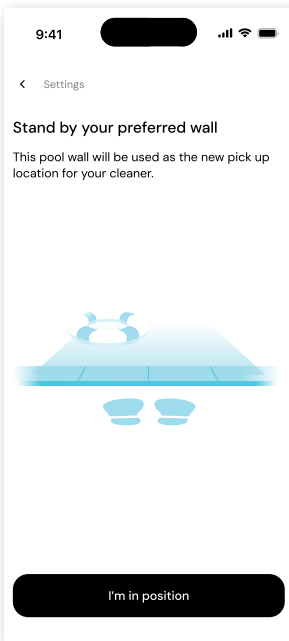 9:41
Settings
Stand by your preferred wall
This pool wall will be used as the new pick up
location for your cleaner.
I'm in position